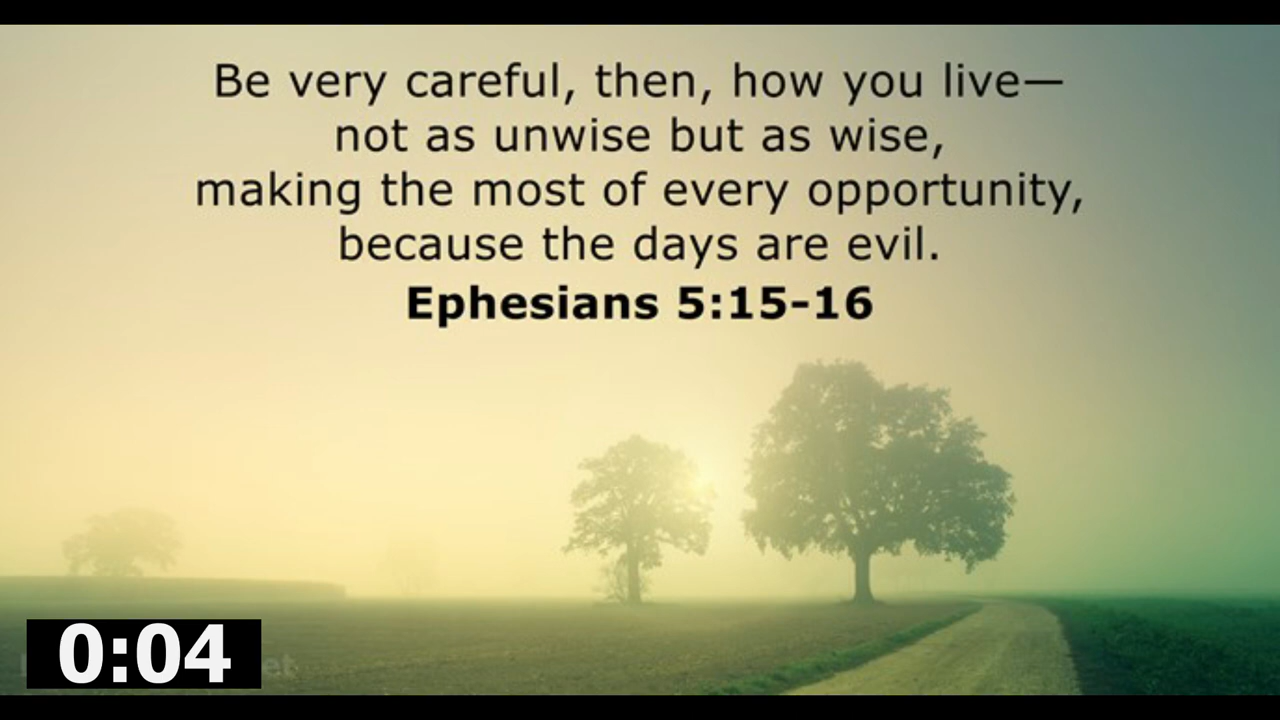 Be very careful, then, how you live—
not as unwise but as wise,
making the most of every opportunity,
because the days are evil.
Ephesians 5:15-16
0:04